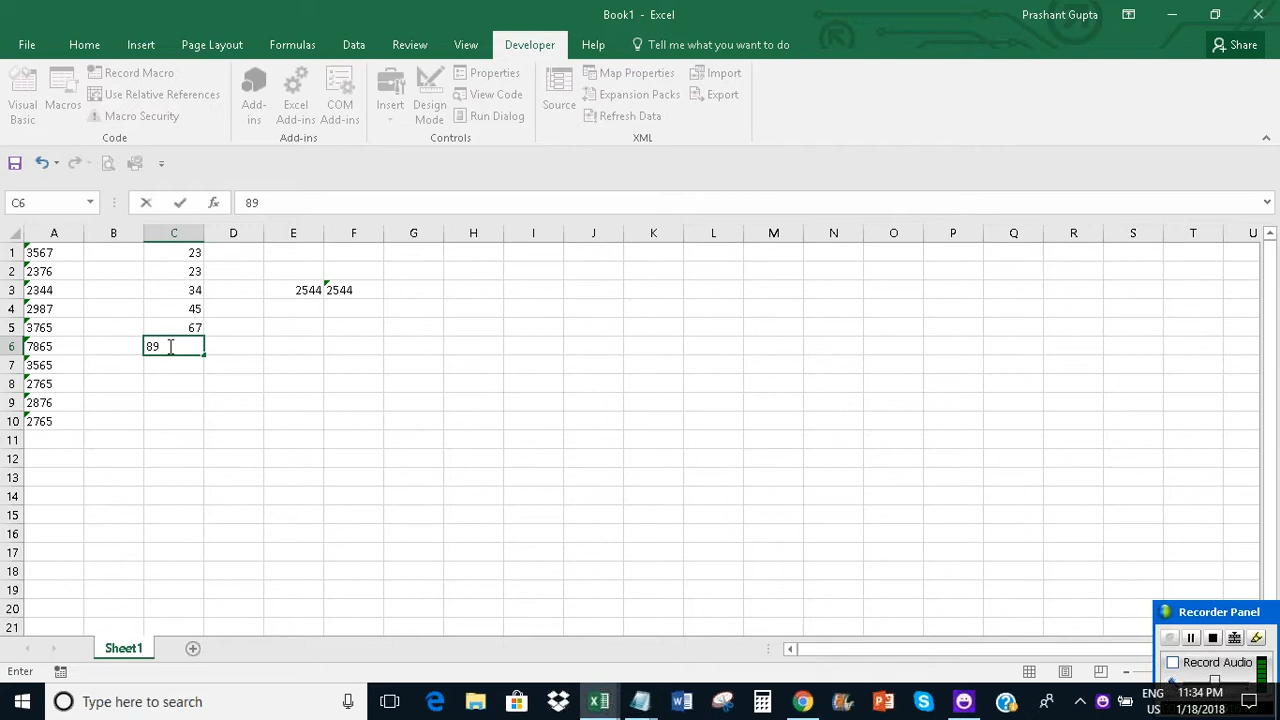 Book1 - Excel
Prashant Gupta
File Home Insert Page Layout Formulas Data Review View Developer Help Tell me what you want to do Share
Visual Basic
Macros
Record Macro
Use Relative References
Macro Security
Code
Add-ins
Excel Add-ins
COM Add-ins
Add-ins
Insert
Design Mode
Properties
View Code
Run Dialog
Controls
Source
Map Properties
Expansion Packs
Refresh Data
Import
Export
XML
C6 fx 89
A B C D E F G H I J K L M N O P Q R S T U
1 3567 23
2 2376 23
3 2344 34 2544 2544
4 2987 45
5 3765 67
6 7865 89
7 3565
8 2765
9 2876
10 2765
11
12
13
14
15
16
17
18
19
20
21
Sheet1
Enter
Recorder Panel
Record Audio
Type here to search
ENG
US
11:34 PM
1/18/2018